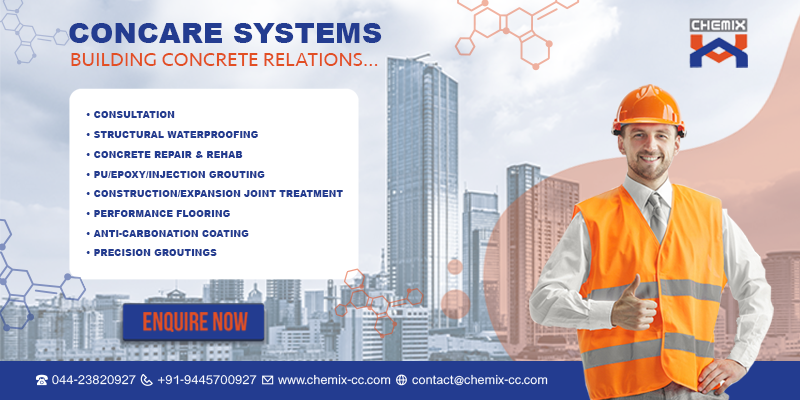 CONCARE SYSTEMS
BUILDING CONCRETE RELATIONS...
CHEMIX
• CONSULTATION
• STRUCTURAL WATERPROOFING
• CONCRETE REPAIR & REHAB
• PU/EPOXY/INJECTION GROUTING
• CONSTRUCTION/EXPANSION JOINT TREATMENT
• PERFORMANCE FLOORING
• ANTI-CARBONATION COATING
• PRECISION GROUTINGS
ENQUIRE NOW
044-23820927 +91-9445700927 www.chemix-cc.com contact@chemix-cc.com